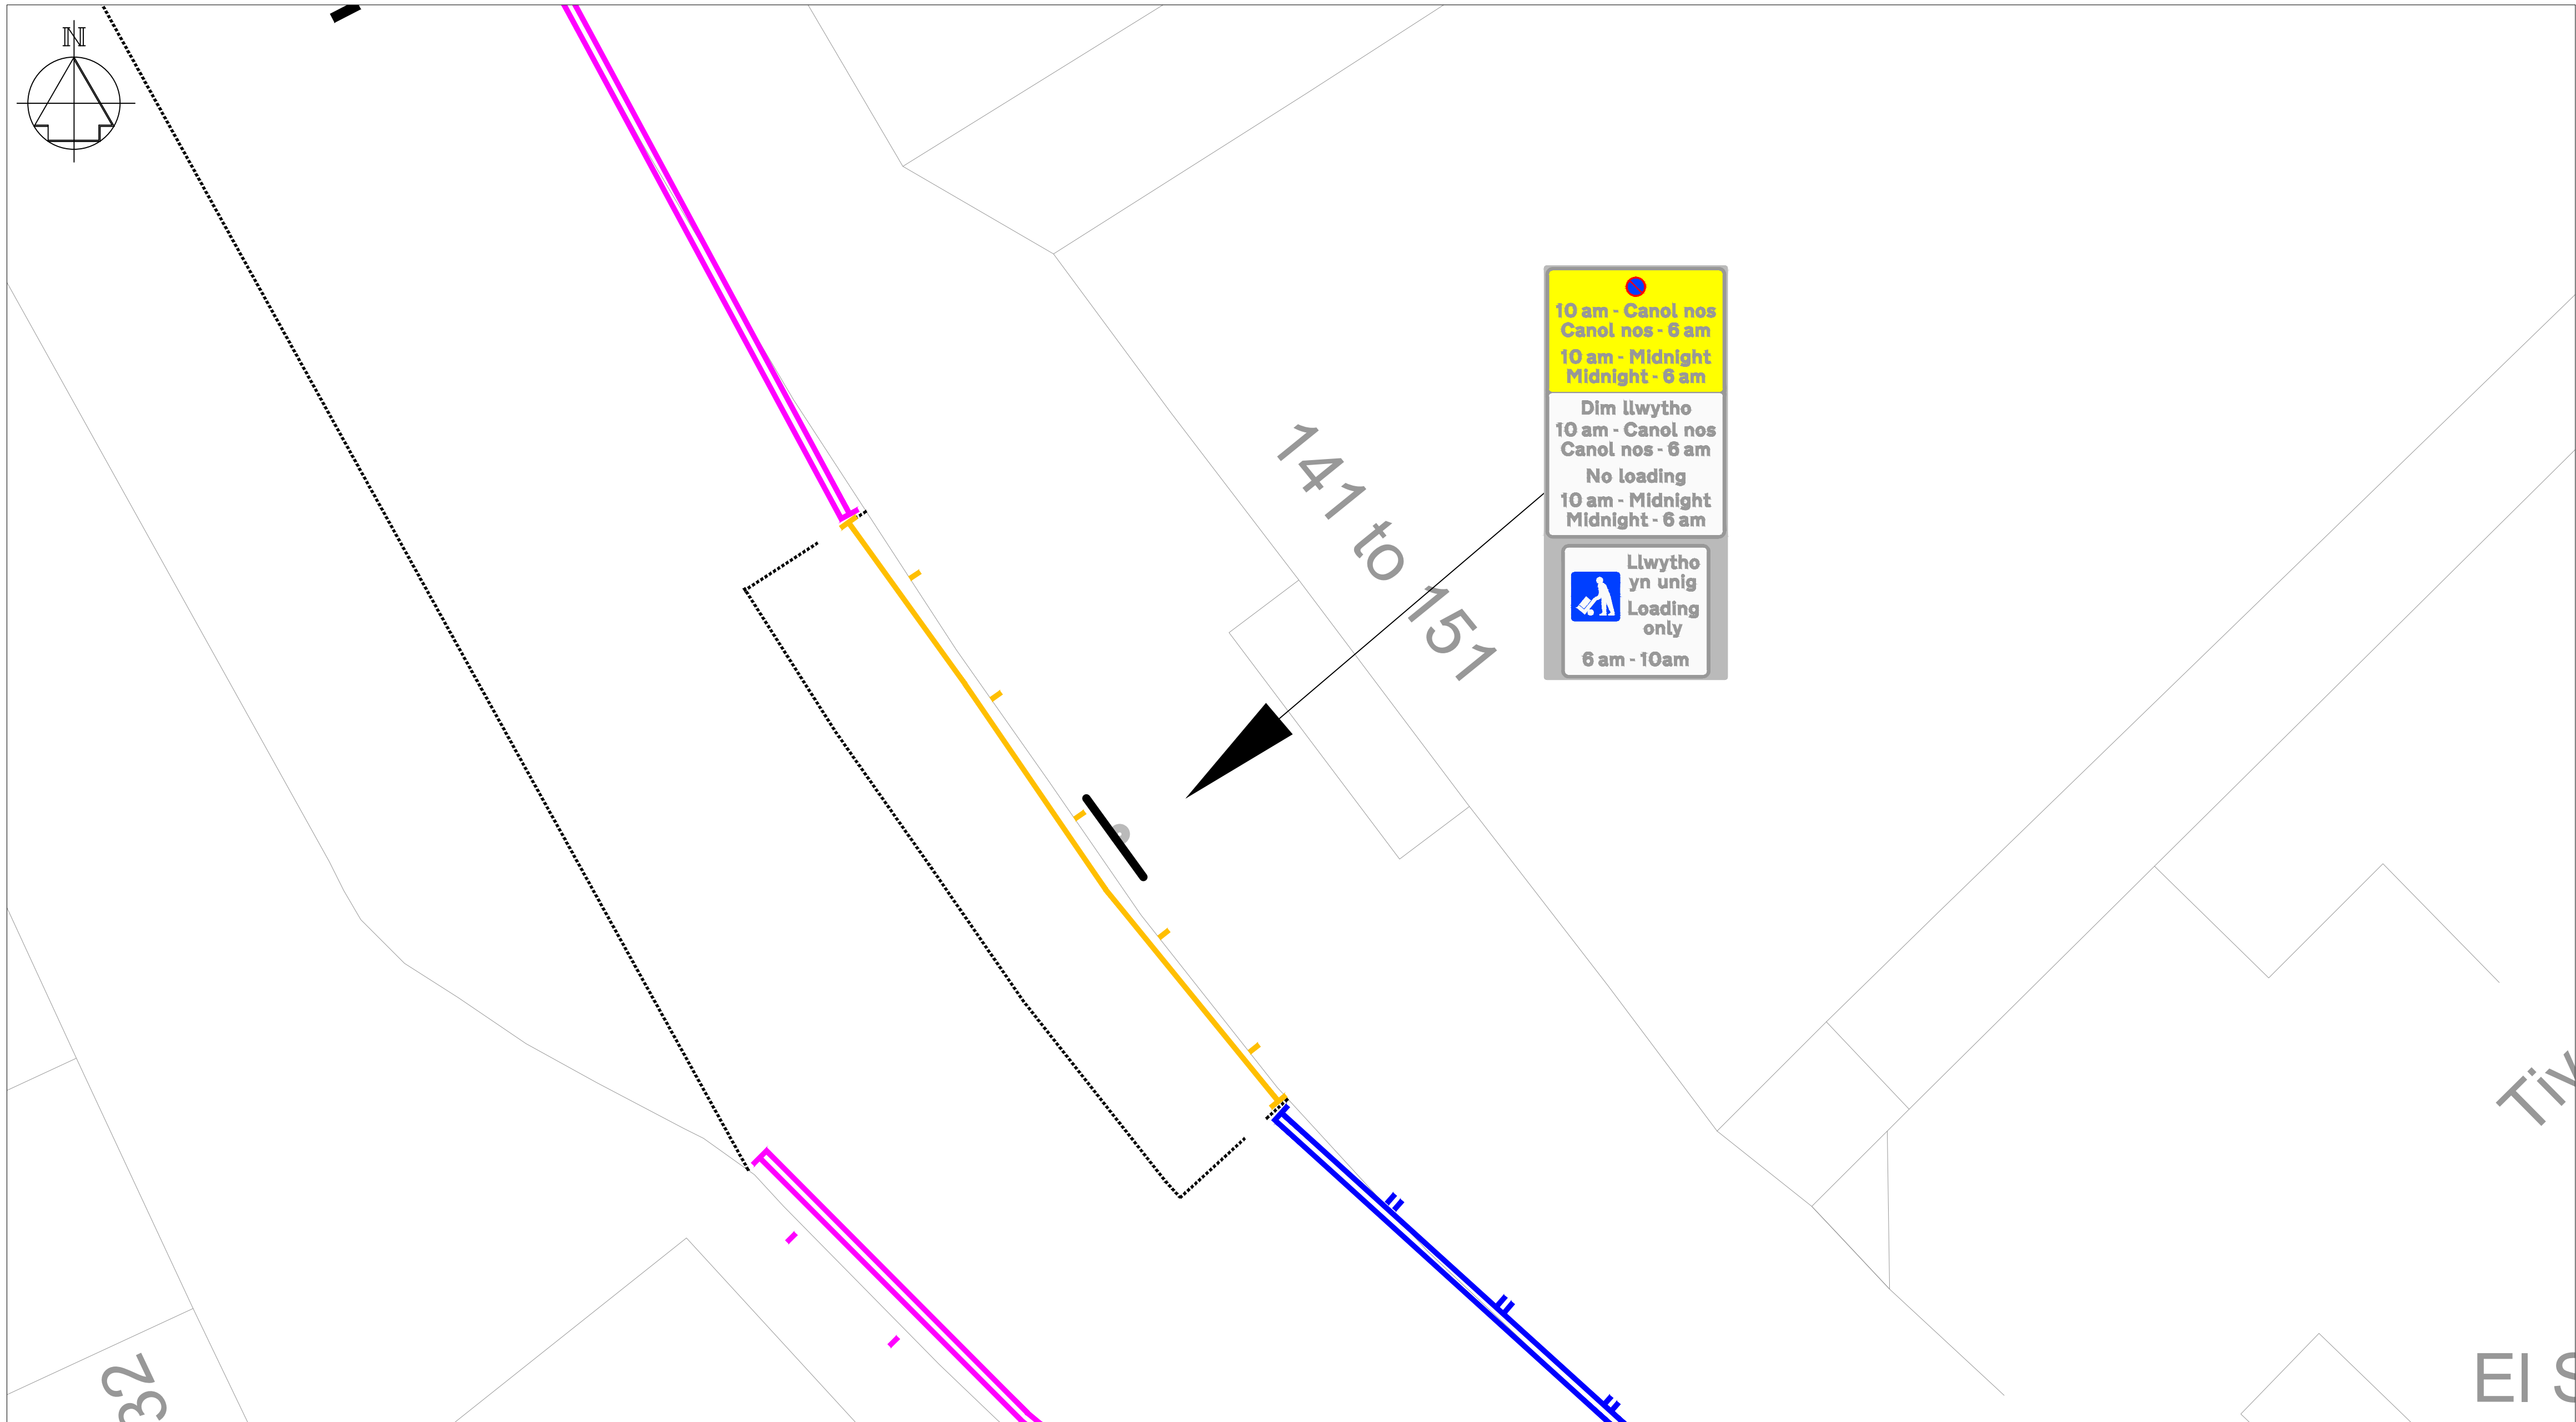 N
10 am - Canol nos
Canol nos - 6 am
10 am - Midnight
Midnight - 6 am
Dim llwytho
10 am - Canol nos
Canol nos - 6 am
No loading
10 am - Midnight
Midnight - 6 am
Llwytho
yn unig
Loading
only
6 am - 10am
141 to 151
Tiv
El S
32